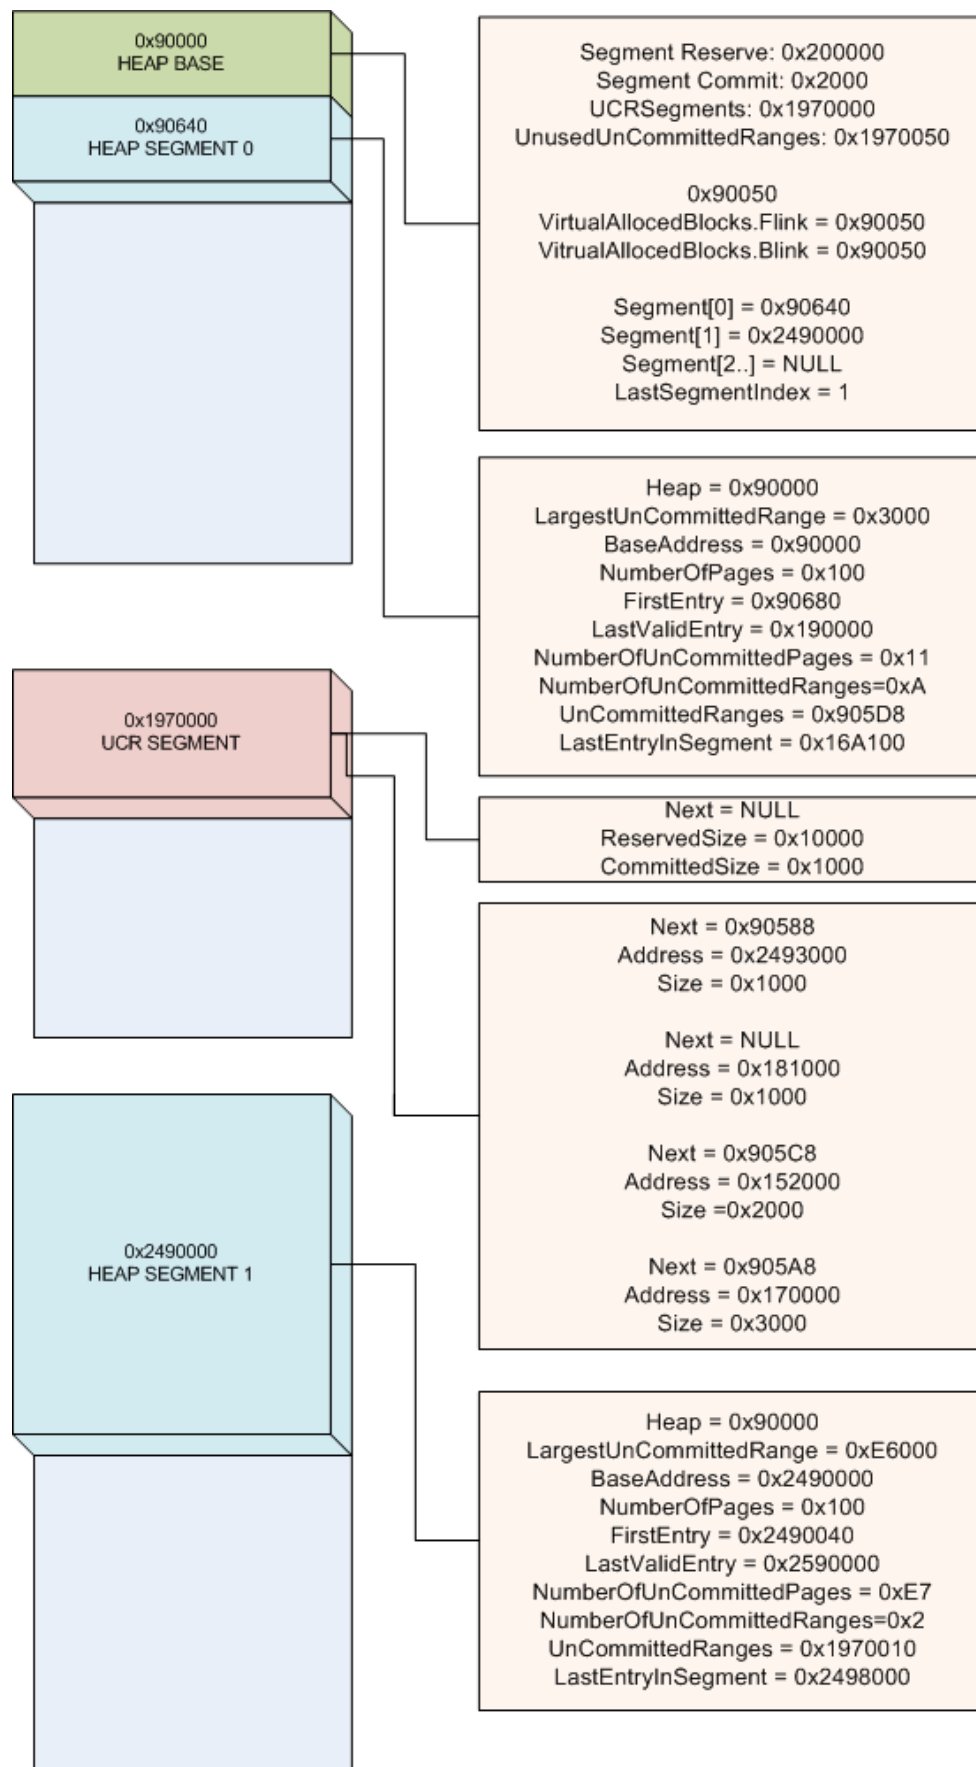 0x90000
HEAP BASE
0x90640
HEAP SEGMENT 0
Segment Reserve: 0x200000
Segment Commit: 0x2000
UCRSegments: 0x1970000
UnusedUnCommittedRanges: 0x1970050
0x90050
VirtualAllocedBlocks.Flink = 0x90050
VitrualAllocedBlocks.Blink = 0x90050
Segment[0] = 0x90640
Segment[1] = 0x2490000
Segment[2..] = NULL
LastSegmentIndex = 1
Heap = 0x90000
LargestUnCommittedRange = 0x3000
BaseAddress = 0x90000
NumberOfPages = 0x100
FirstEntry = 0x90680
LastValidEntry = 0x190000
NumberOfUnCommittedPages = 0x11
NumberOfUnCommittedRanges=0xA
UnCommittedRanges = 0x905D8
LastEntryInSegment = 0x16A100
0x1970000
UCR SEGMENT
Next = NULL
ReservedSize = 0x10000
CommittedSize = 0x1000
Next = 0x90588
Address = 0x2493000
Size = 0x1000
Next = NULL
Address = 0x181000
Size = 0x1000
Next = 0x905C8
Address = 0x152000
Size =0x2000
Next = 0x905A8
Address = 0x170000
Size = 0x3000
0x2490000
HEAP SEGMENT 1
Heap = 0x90000
LargestUnCommittedRange = 0xE6000
BaseAddress = 0x2490000
NumberOfPages = 0x100
FirstEntry = 0x2490040
LastValidEntry = 0x2590000
NumberOfUnCommittedPages = 0xE7
NumberOfUnCommittedRanges=0x2
UnCommittedRanges = 0x1970010
LastEntryInSegment = 0x2498000